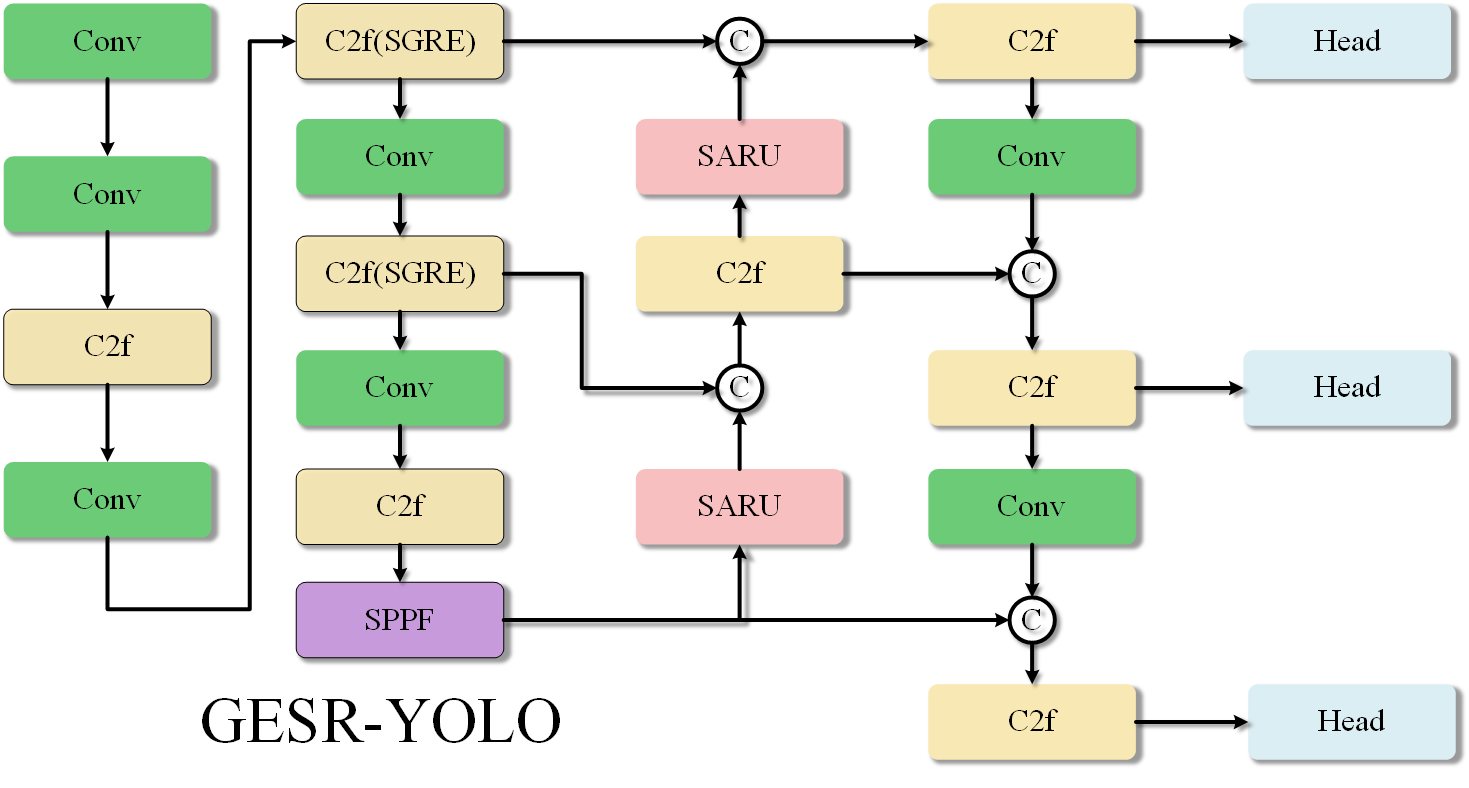 Conv
Conv
C2f
Conv
C2f(SGRE)
Conv
C2f(SGRE)
Conv
C2f
SPPF
C
SARU
C2f
C
SARU
C2f
Conv
C
C2f
Conv
C
C2f
Head
Head
Head
GESR-YOLO